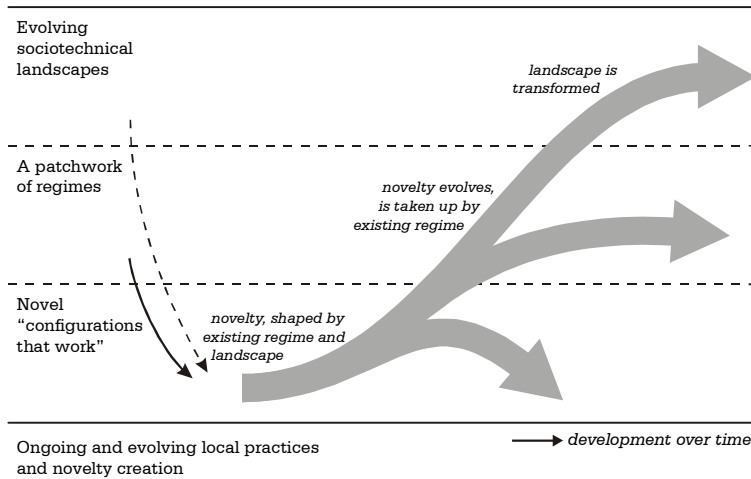 Evolving
sociotechnical
landscapes
landscape is
transformed
A patchwork
of regimes
novelty evolves,
is taken up by
existing regime
Novel
“configurations
that work”
novelty, shaped by
existing regime and
landscape
Ongoing and evolving local practices
and novelty creation
development over time